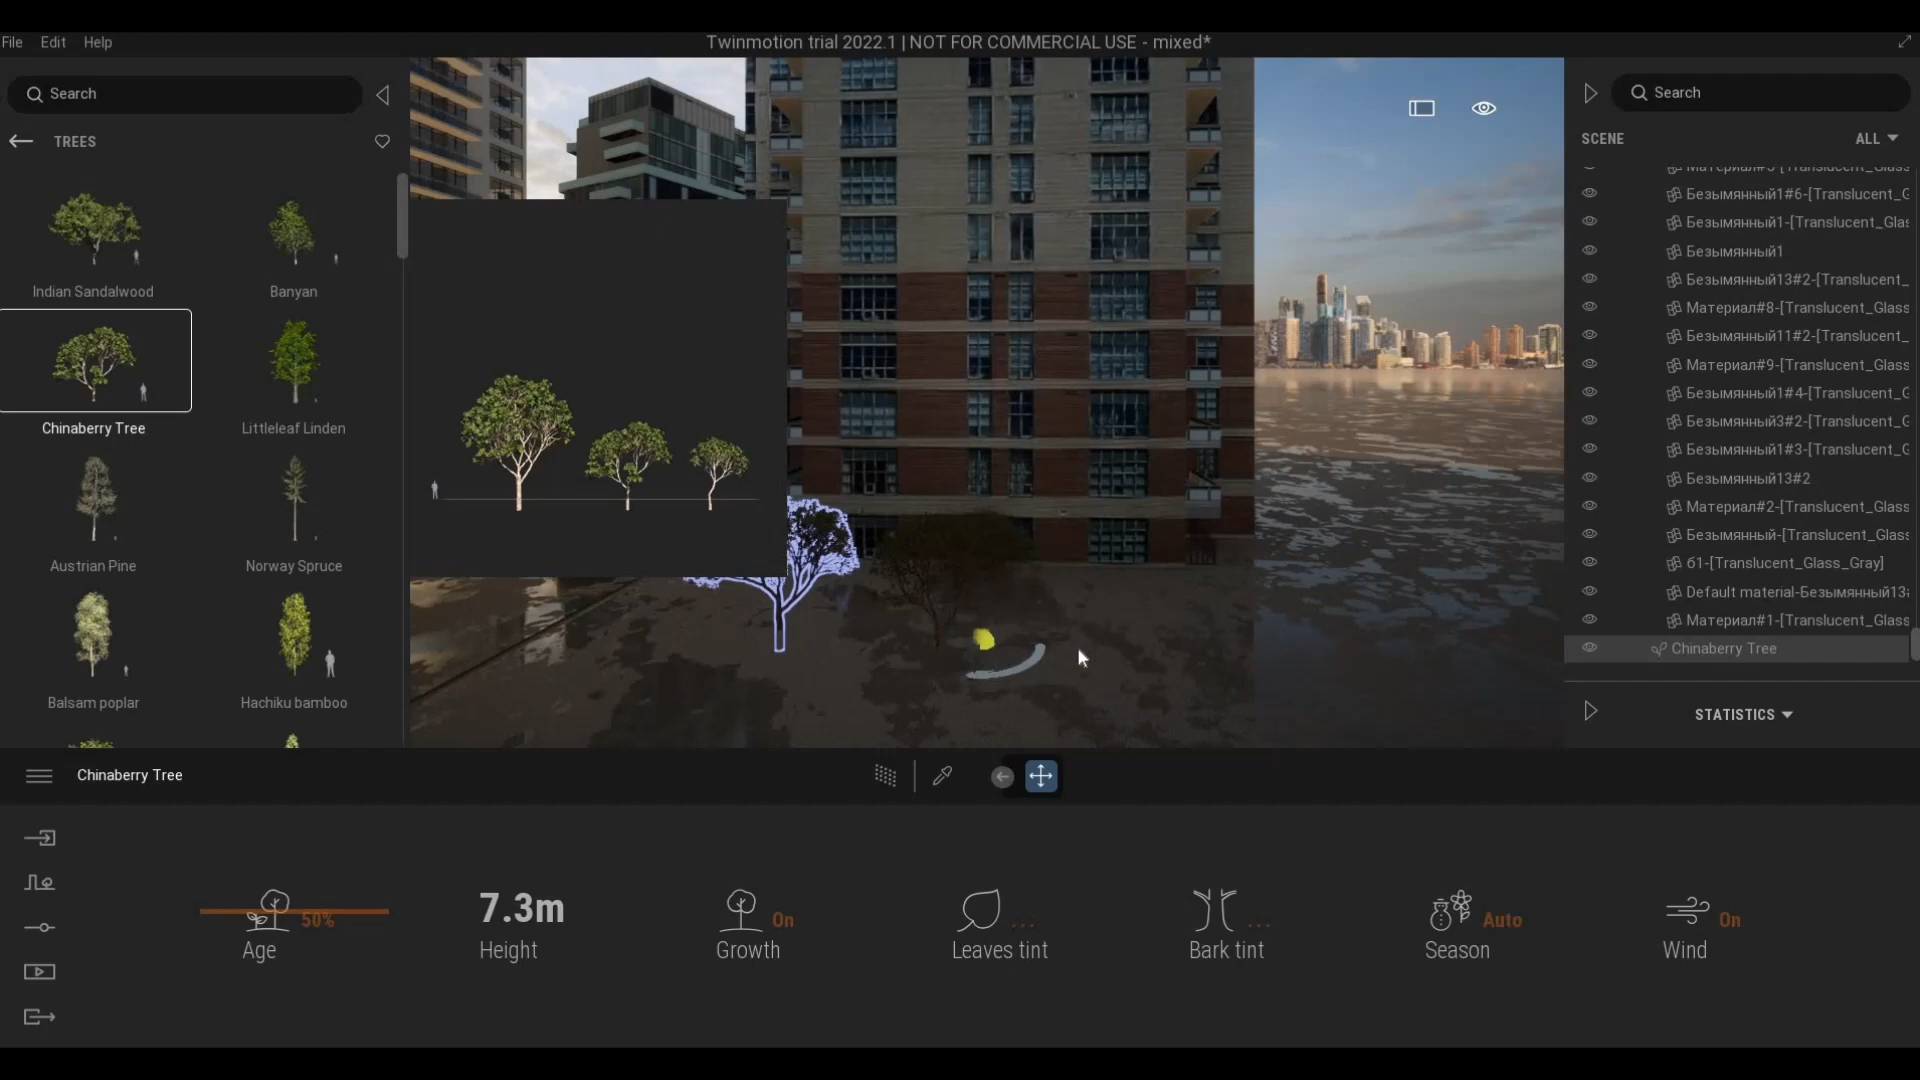 File Edit Help
Twinmotion trial 2022.1 | NOT FOR COMMERCIAL USE - mixed*
Search
TREES
Indian Sandalwood
Banyan
Chinaberry Tree
Littleleaf Linden
Austrian Pine
Norway Spruce
Balsam poplar
Hachiku bamboo
Search
SCENE
ALL
Безымянный1#6-[Translucent_G
Безымянный1-[Translucent_Glas
Безымянный1
Безымянный13#2-[Translucent_
Материал#8-[Translucent_Glass
Безымянный11#2-[Translucent_
Материал#9-[Translucent_Glass
Безымянный1#4-[Translucent_G
Безымянный3#2-[Translucent_G
Безымянный1#3-[Translucent_G
Безымянный13#2
Материал#2-[Translucent_Glass
Безымянный-[Translucent_Glass
61-[Translucent_Glass_Gray]
Default material-Безымянный13
Материал#1-[Translucent_Glass
Chinaberry Tree
STATISTICS
Chinaberry Tree
50%
Age
7.3m
Height
On
Growth
...
Leaves tint
...
Bark tint
Auto
Season
On
Wind